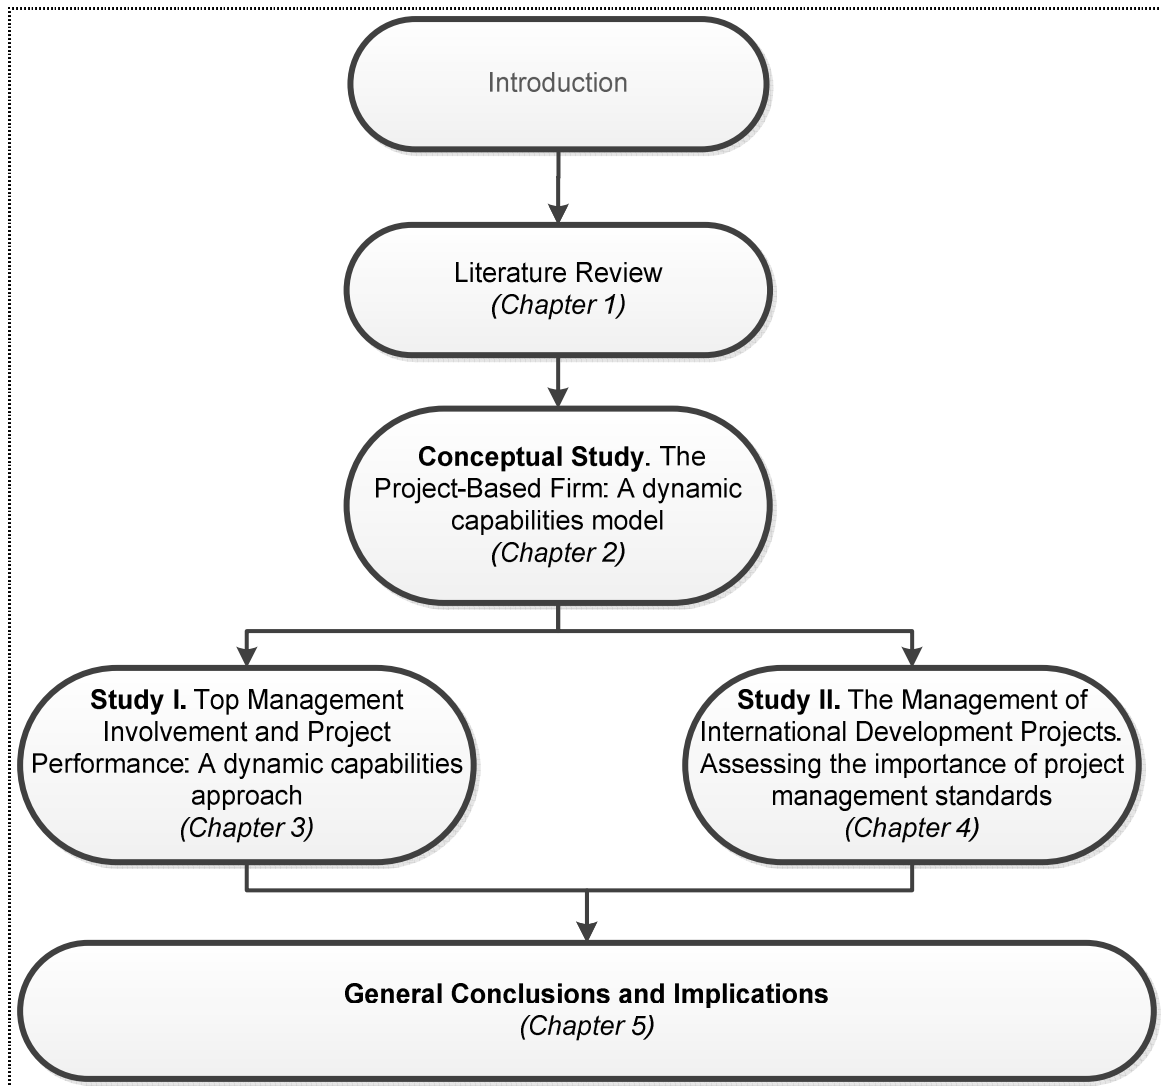 Introduction
Literature Review
(Chapter 1)
Conceptual Study. The
Project-Based Firm: A dynamic
capabilities model
(Chapter 2)
Study I. Top Management
Involvement and Project
Performance: A dynamic capabilities
approach
(Chapter 3)
Study II. The Management of
International Development Projects.
Assessing the importance of project
management standards
(Chapter 4)
General Conclusions and Implications
(Chapter 5)